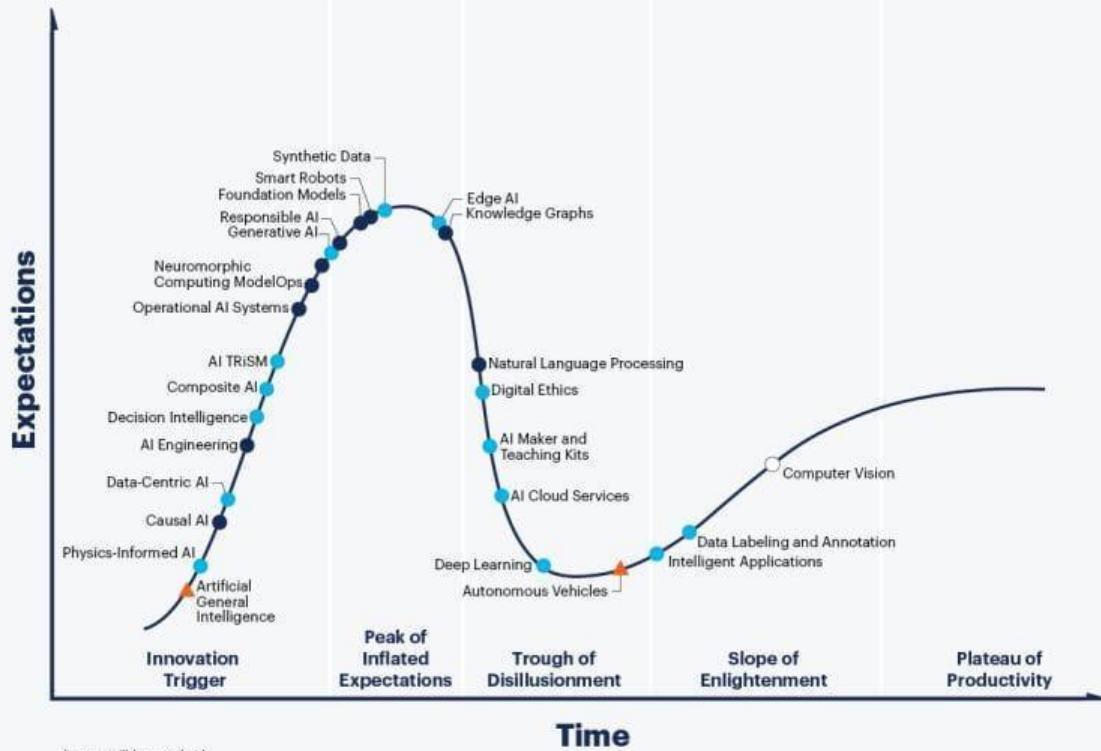 Synthetic Data
Smart Robots
Foundation Models
Responsible AI
Generative AI
Neuromorphic
Computing ModelOps
Operational AI Systems
AI TRiSM
Composite AI
Decision Intelligence
AI Engineering
Data-Centric AI
Causal AI
Physics-Informed AI
Artificial
General
Intelligence
Edge AI
Knowledge Graphs
Natural Language Processing
Digital Ethics
AI Maker and
Teaching Kits
AI Cloud Services
Deep Learning
Autonomous Vehicles
Computer Vision
Data Labeling and Annotation
Intelligent Applications
Expectations
Innovation
Trigger
Peak of
Inflated
Expectations
Trough of
Disillusionment
Slope of
Enlightenment
Plateau of
Productivity
Time